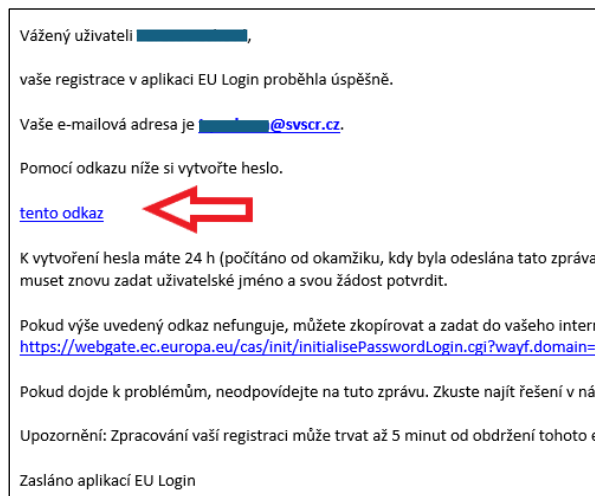 Vážený uživateli ,
vaše registrace v aplikaci EU Login proběhla úspěšně.
Vaše e-mailová adresa je @svscr.cz.
Pomocí odkazu níže si vytvořte heslo.
tento odkaz
K vytvoření hesla máte 24 h (počítáno od okamžiku, kdy byla odeslána tato zpráva
muset znovu zadat uživatelské jméno a svou žádost potvrdit.
Pokud výše uvedený odkaz nefunguje, můžete zkopírovat a zadat do vašeho intern
https://webgate.ec.europa.eu/cas/init/initialisePasswordLogin.cgi?wayf.domain=
Pokud dojde k problémům, neodpovídejte na tuto zprávu. Zkuste najít řešení v ná
Upozornění: Zpracování vaší registraci může trvat až 5 minut od obdržení tohoto e
Zasláno aplikací EU Login